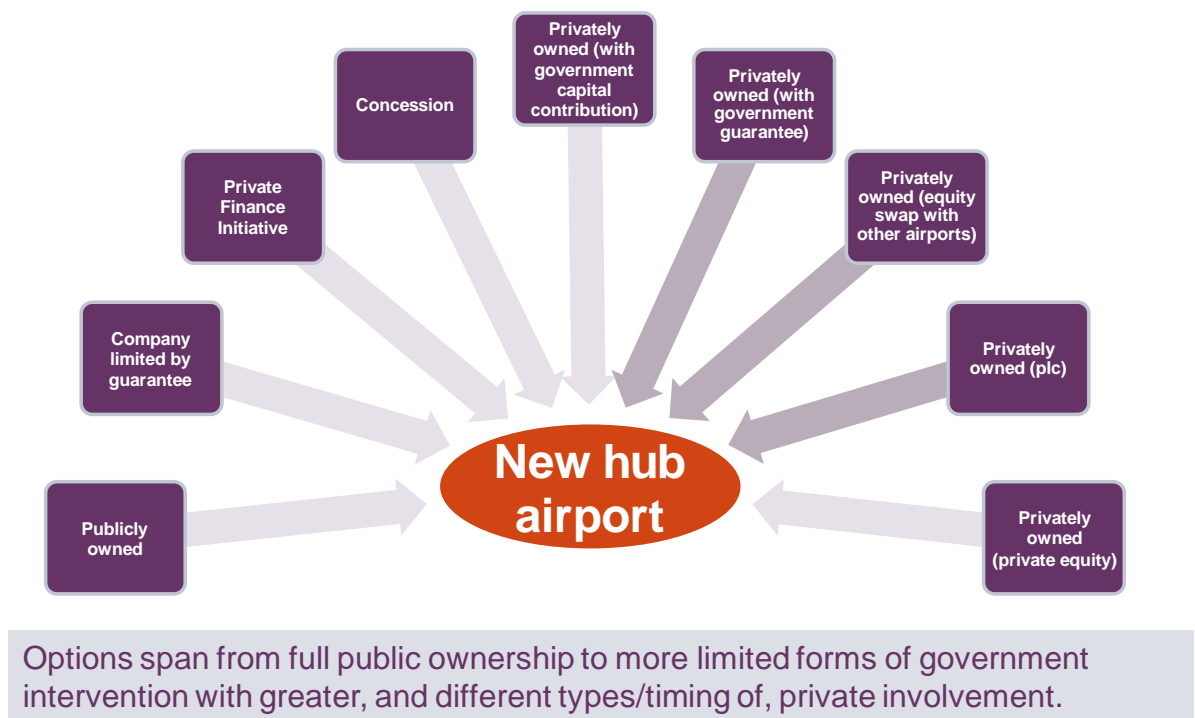 Privately
owned (with
government
capital
contribution)
Privately
owned (with
government
guarantee)
Concession
Privately
owned (equity
swap with
other airports)
Private
Finance
Initiative
Company
limited by
guarantee
Privately
owned (plc)
New hub
airport
Publicly
owned
Privately
owned
(private equity)
Options span from full public ownership to more limited forms of government
intervention with greater, and different types/timing of, private involvement.